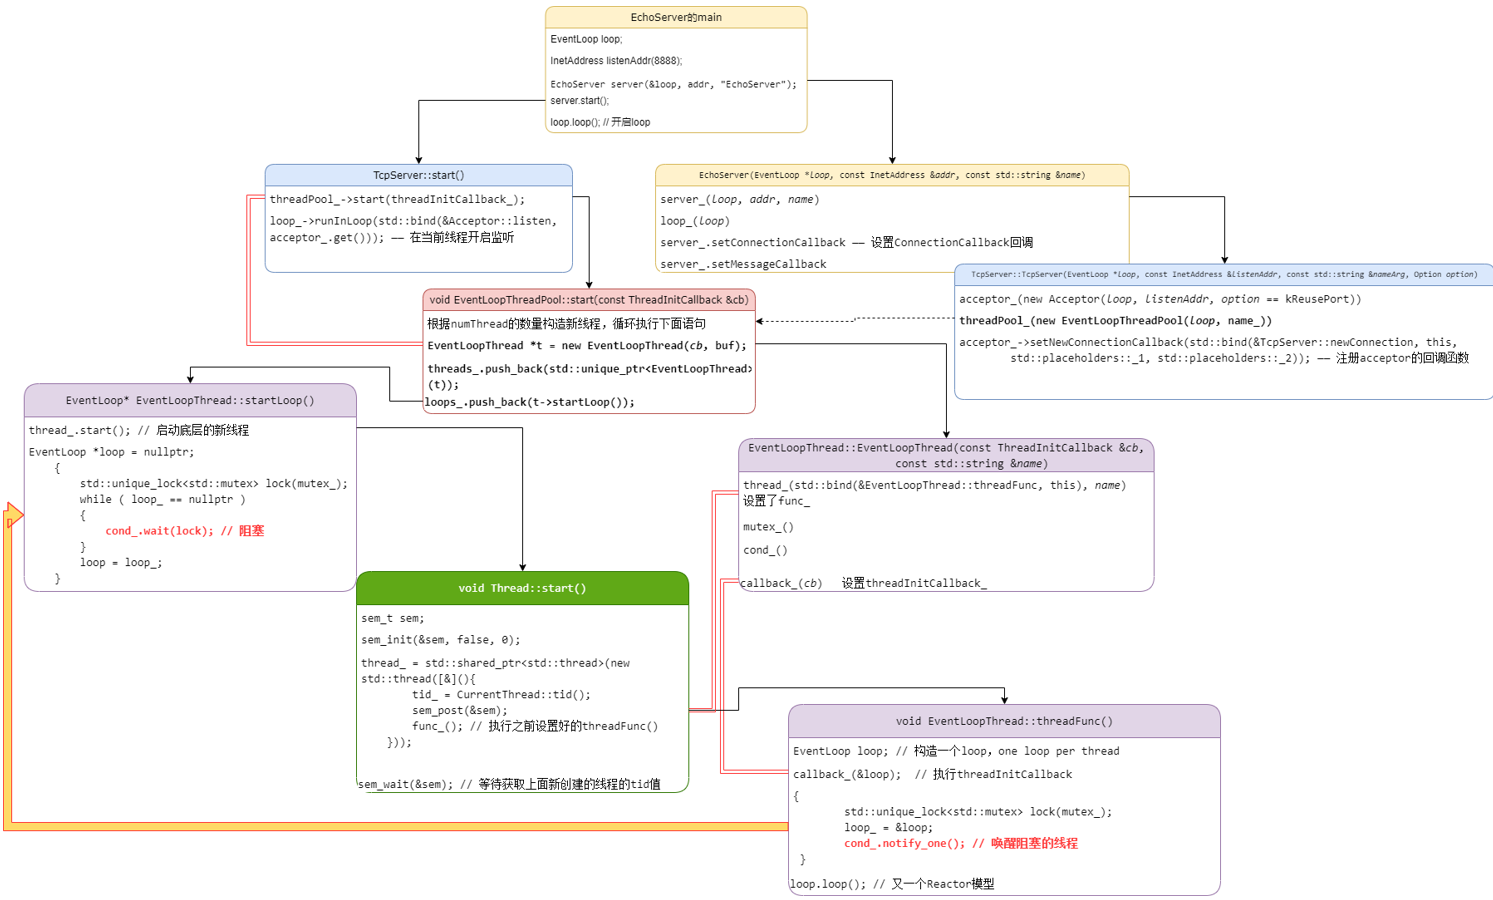 EchoServer的main
EventLoop loop;
InetAddress listenAddr(8888);
EchoServer server(&loop, addr, "EchoServer");
server.start();
loop.loop(); // 开启loop
TcpServer::start()
threadPool_->start(threadInitCallback_);
loop_->runInLoop(std::bind(&Acceptor::listen,
acceptor_.get())); —— 在当前线程开启监听
EchoServer(EventLoop *loop, const InetAddress &addr, const std::string &name)
server_(loop, addr, name)
loop_(loop)
server_.setConnectionCallback —— 设置ConnectionCallback回调
server_.setMessageCallback
TcpServer::TcpServer(EventLoop *loop, const InetAddress &listenAddr, const std::string &nameArg, Option option)
acceptor_(new Acceptor(loop, listenAddr, option == kReusePort))
threadPool_(new EventLoopThreadPool(loop, name_))
acceptor_->setNewConnectionCallback(std::bind(&TcpServer::newConnection, this,
std::placeholders::_1, std::placeholders::_2)); —— 注册acceptor的回调函数
void EventLoopThreadPool::start(const ThreadInitCallback &cb)
根据numThread的数量构造新线程，循环执行下面语句
EventLoopThread *t = new EventLoopThread(cb, buf);
threads_.push_back(std::unique_ptr<EventLoopThread>
(t));
loops_.push_back(t->startLoop());
EventLoop* EventLoopThread::startLoop()
thread_.start(); // 启动底层的新线程
EventLoop *loop = nullptr;
{
std::unique_lock<std::mutex> lock(mutex_);
while ( loop_ == nullptr )
{
cond_.wait(lock); // 阻塞
}
loop = loop_;
}
EventLoopThread::EventLoopThread(const ThreadInitCallback &cb,
const std::string &name)
thread_(std::bind(&EventLoopThread::threadFunc, this), name)
设置了func_
mutex_()
cond_()
callback_(cb) 设置threadInitCallback_
void Thread::start()
sem_t sem;
sem_init(&sem, false, 0);
thread_ = std::shared_ptr<std::thread>(new
std::thread([&](){
tid_ = CurrentThread::tid();
sem_post(&sem);
func_(); // 执行之前设置好的threadFunc()
}));
sem_wait(&sem); // 等待获取上面新创建的线程的tid值
void EventLoopThread::threadFunc()
EventLoop loop; // 构造一个loop, one loop per thread
callback_(&loop); // 执行threadInitCallback
{
std::unique_lock<std::mutex> lock(mutex_);
loop_ = &loop;
cond_.notify_one(); // 唤醒阻塞的线程
}
loop.loop(); // 又一个Reactor模型